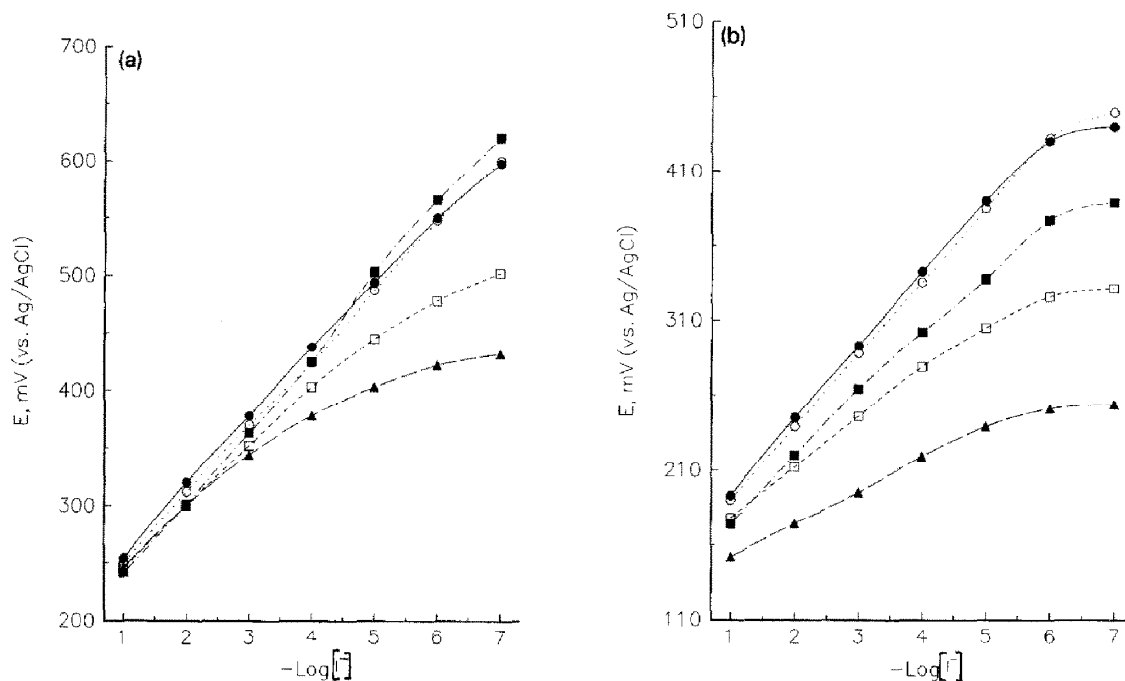 (a)
700
600
500
400
300
200
E, mV (vs. Ag/AgCl)
1 2 3 4 5 6 7
−Log[I⁻]
(b)
510
410
310
210
110
E, mV (vs. Ag/AgCl)
1 2 3 4 5 6 7
−Log[I⁻]